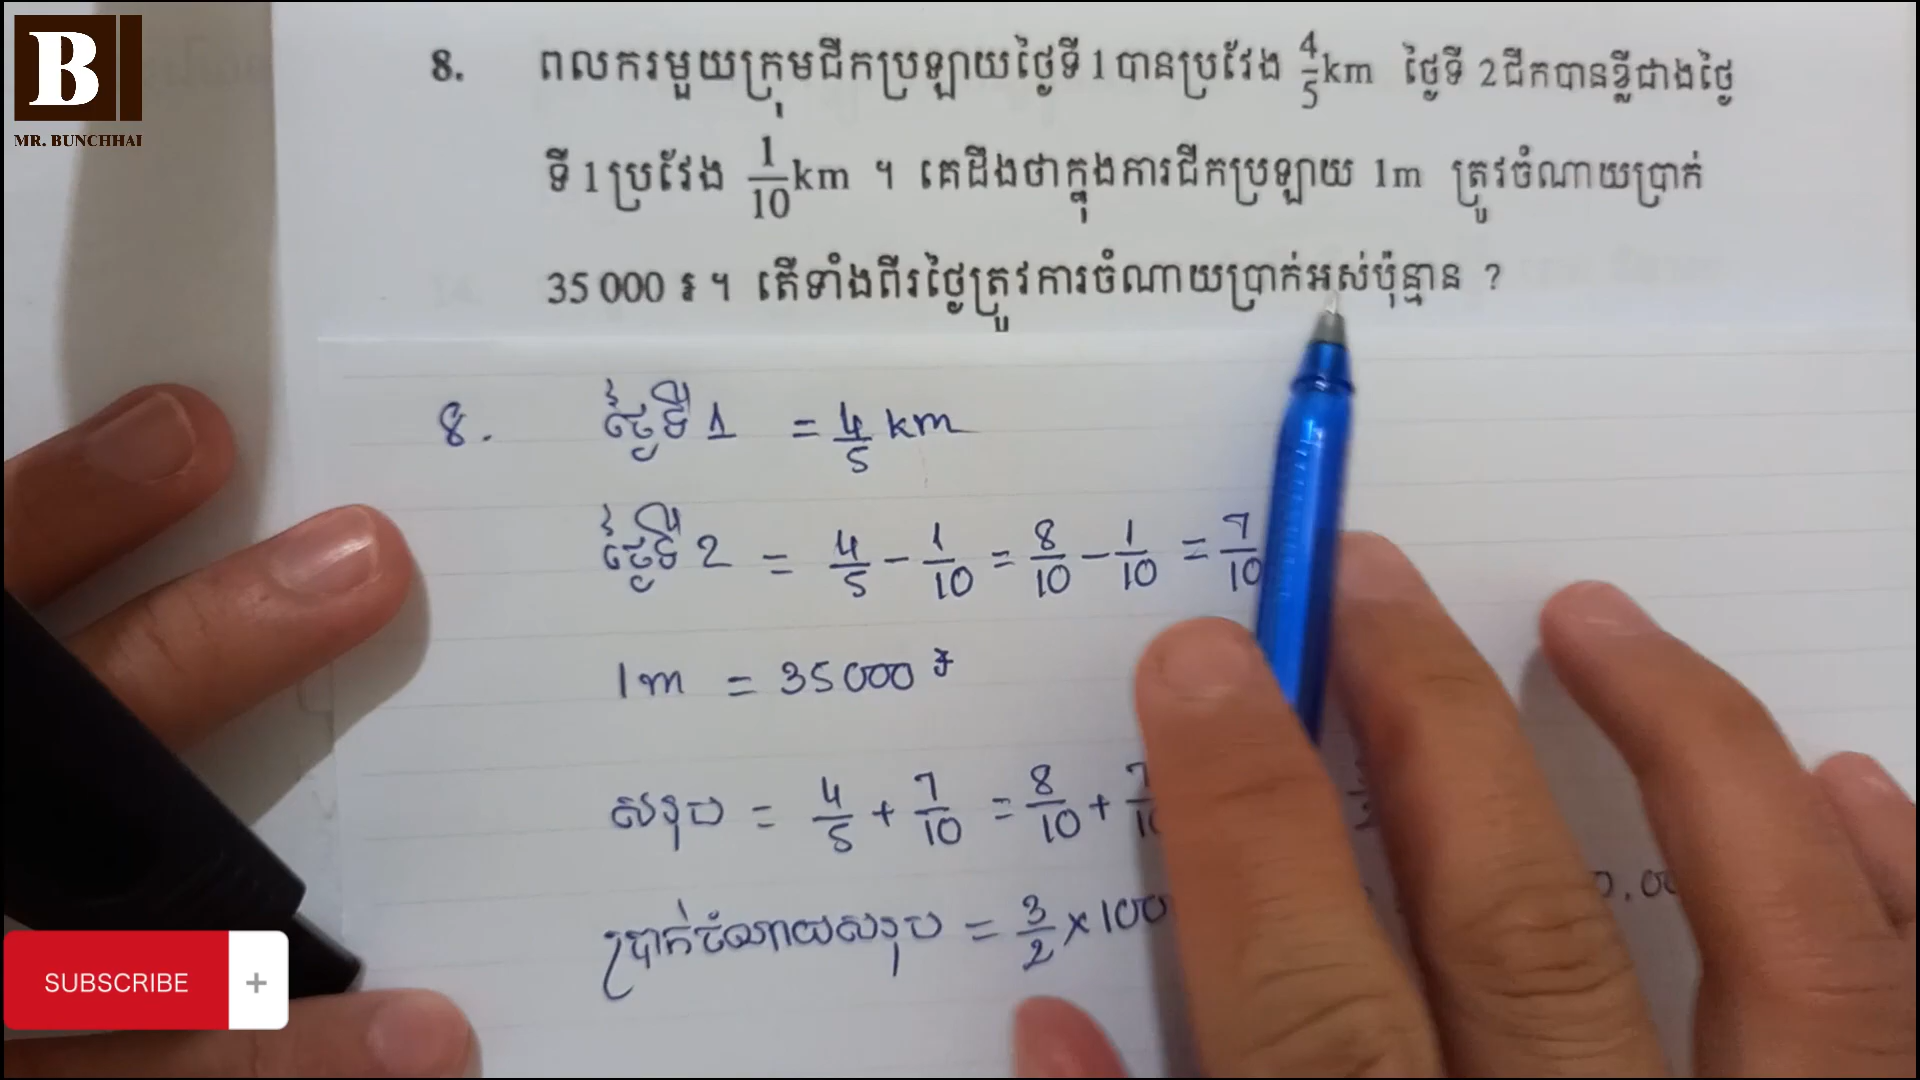 B
MR. BUNCHHAI
8. ពលករមួយក្រុមជីកប្រឡាយថ្ងៃទី 1 បានប្រវែង 4/5 km ថ្ងៃទី 2 ជីកបានខ្លីជាងថ្ងៃ
ទី 1 ប្រវែង 1/10 km ។ គេដឹងថាក្នុងការជីកប្រឡាយ 1m ត្រូវចំណាយប្រាក់
35 000 ៛ ។ តើទាំងពីរថ្ងៃត្រូវការចំណាយប្រាក់អស់ប៉ុន្មាន ?
8. ថ្ងៃទី 1 = 4/5 km
ថ្ងៃទី 2 = 4/5 - 1/10 = 8/10 - 1/10 = 7/10
1m = 35000 ៛
សរុប = 4/5 + 7/10 = 8/10 + 7/10
ប្រាក់ចំណាយសរុប = 3/2 × 100
SUBSCRIBE +